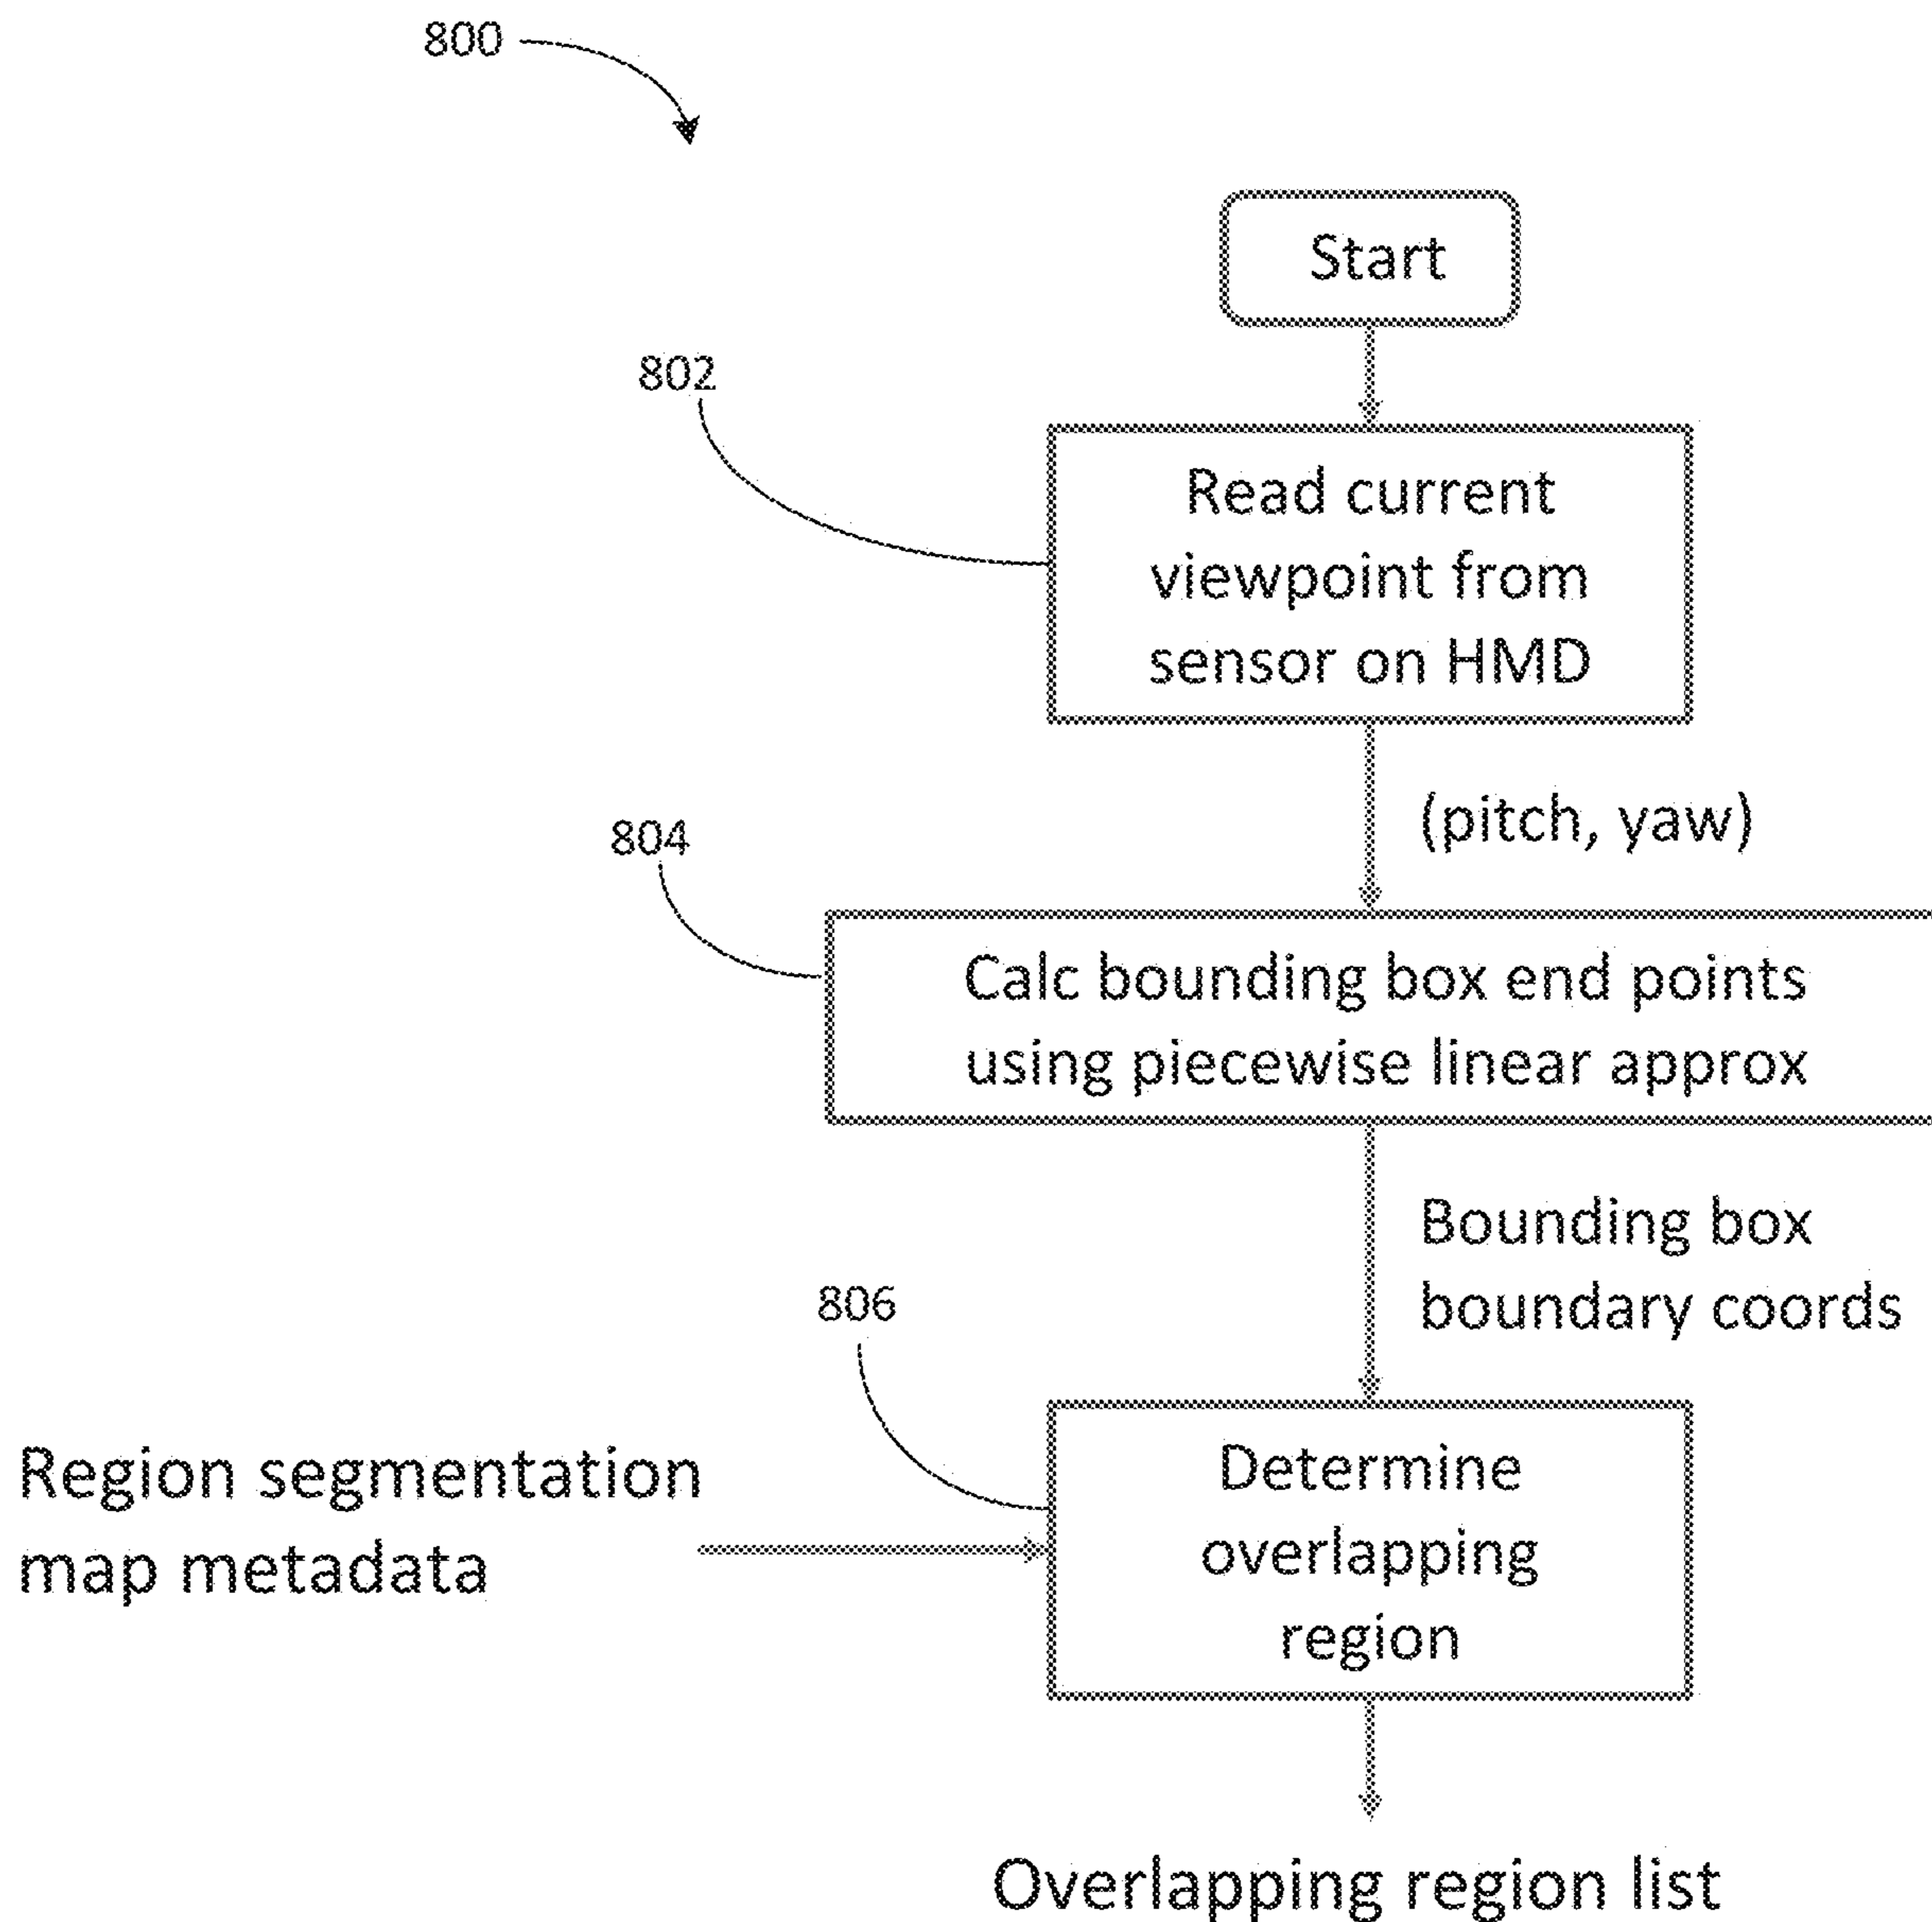 800
Start
802
Read current
viewpoint from
sensor on HMD
(pitch, yaw)
804
Calc bounding box end points
using piecewise linear approx
Bounding box
boundary coords
806
Region segmentation
map metadata
Determine
overlapping
region
Overlapping region list